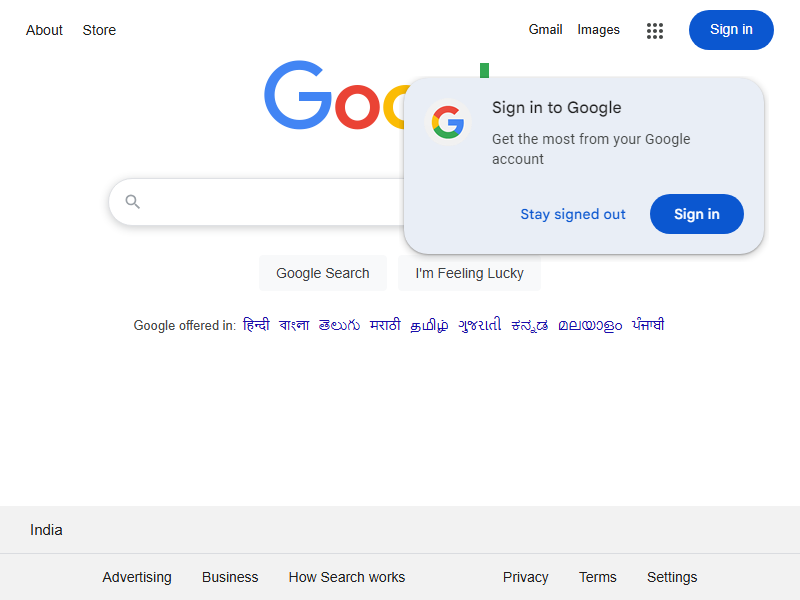 About Store Gmail Images Sign in
Google
Sign in to Google
Get the most from your Google
account
Stay signed out Sign in
Google Search I'm Feeling Lucky
Google offered in: हिन्दी বাংলা తెలుగు मराठी தமிழ் ગુજરાતી ಕನ್ನಡ മലയാളം ਪੰਜਾਬੀ
India
Advertising Business How Search works Privacy Terms Settings